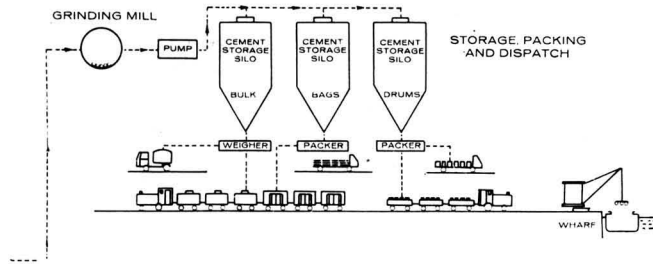 GRINDING MILL
PUMP
CEMENT
STORAGE
SILO
BULK
CEMENT
STORAGE
SILO
BAGS
CEMENT
STORAGE
SILO
DRUMS
STORAGE, PACKING
AND DISPATCH
WEIGHER
PACKER
PACKER
WHARF